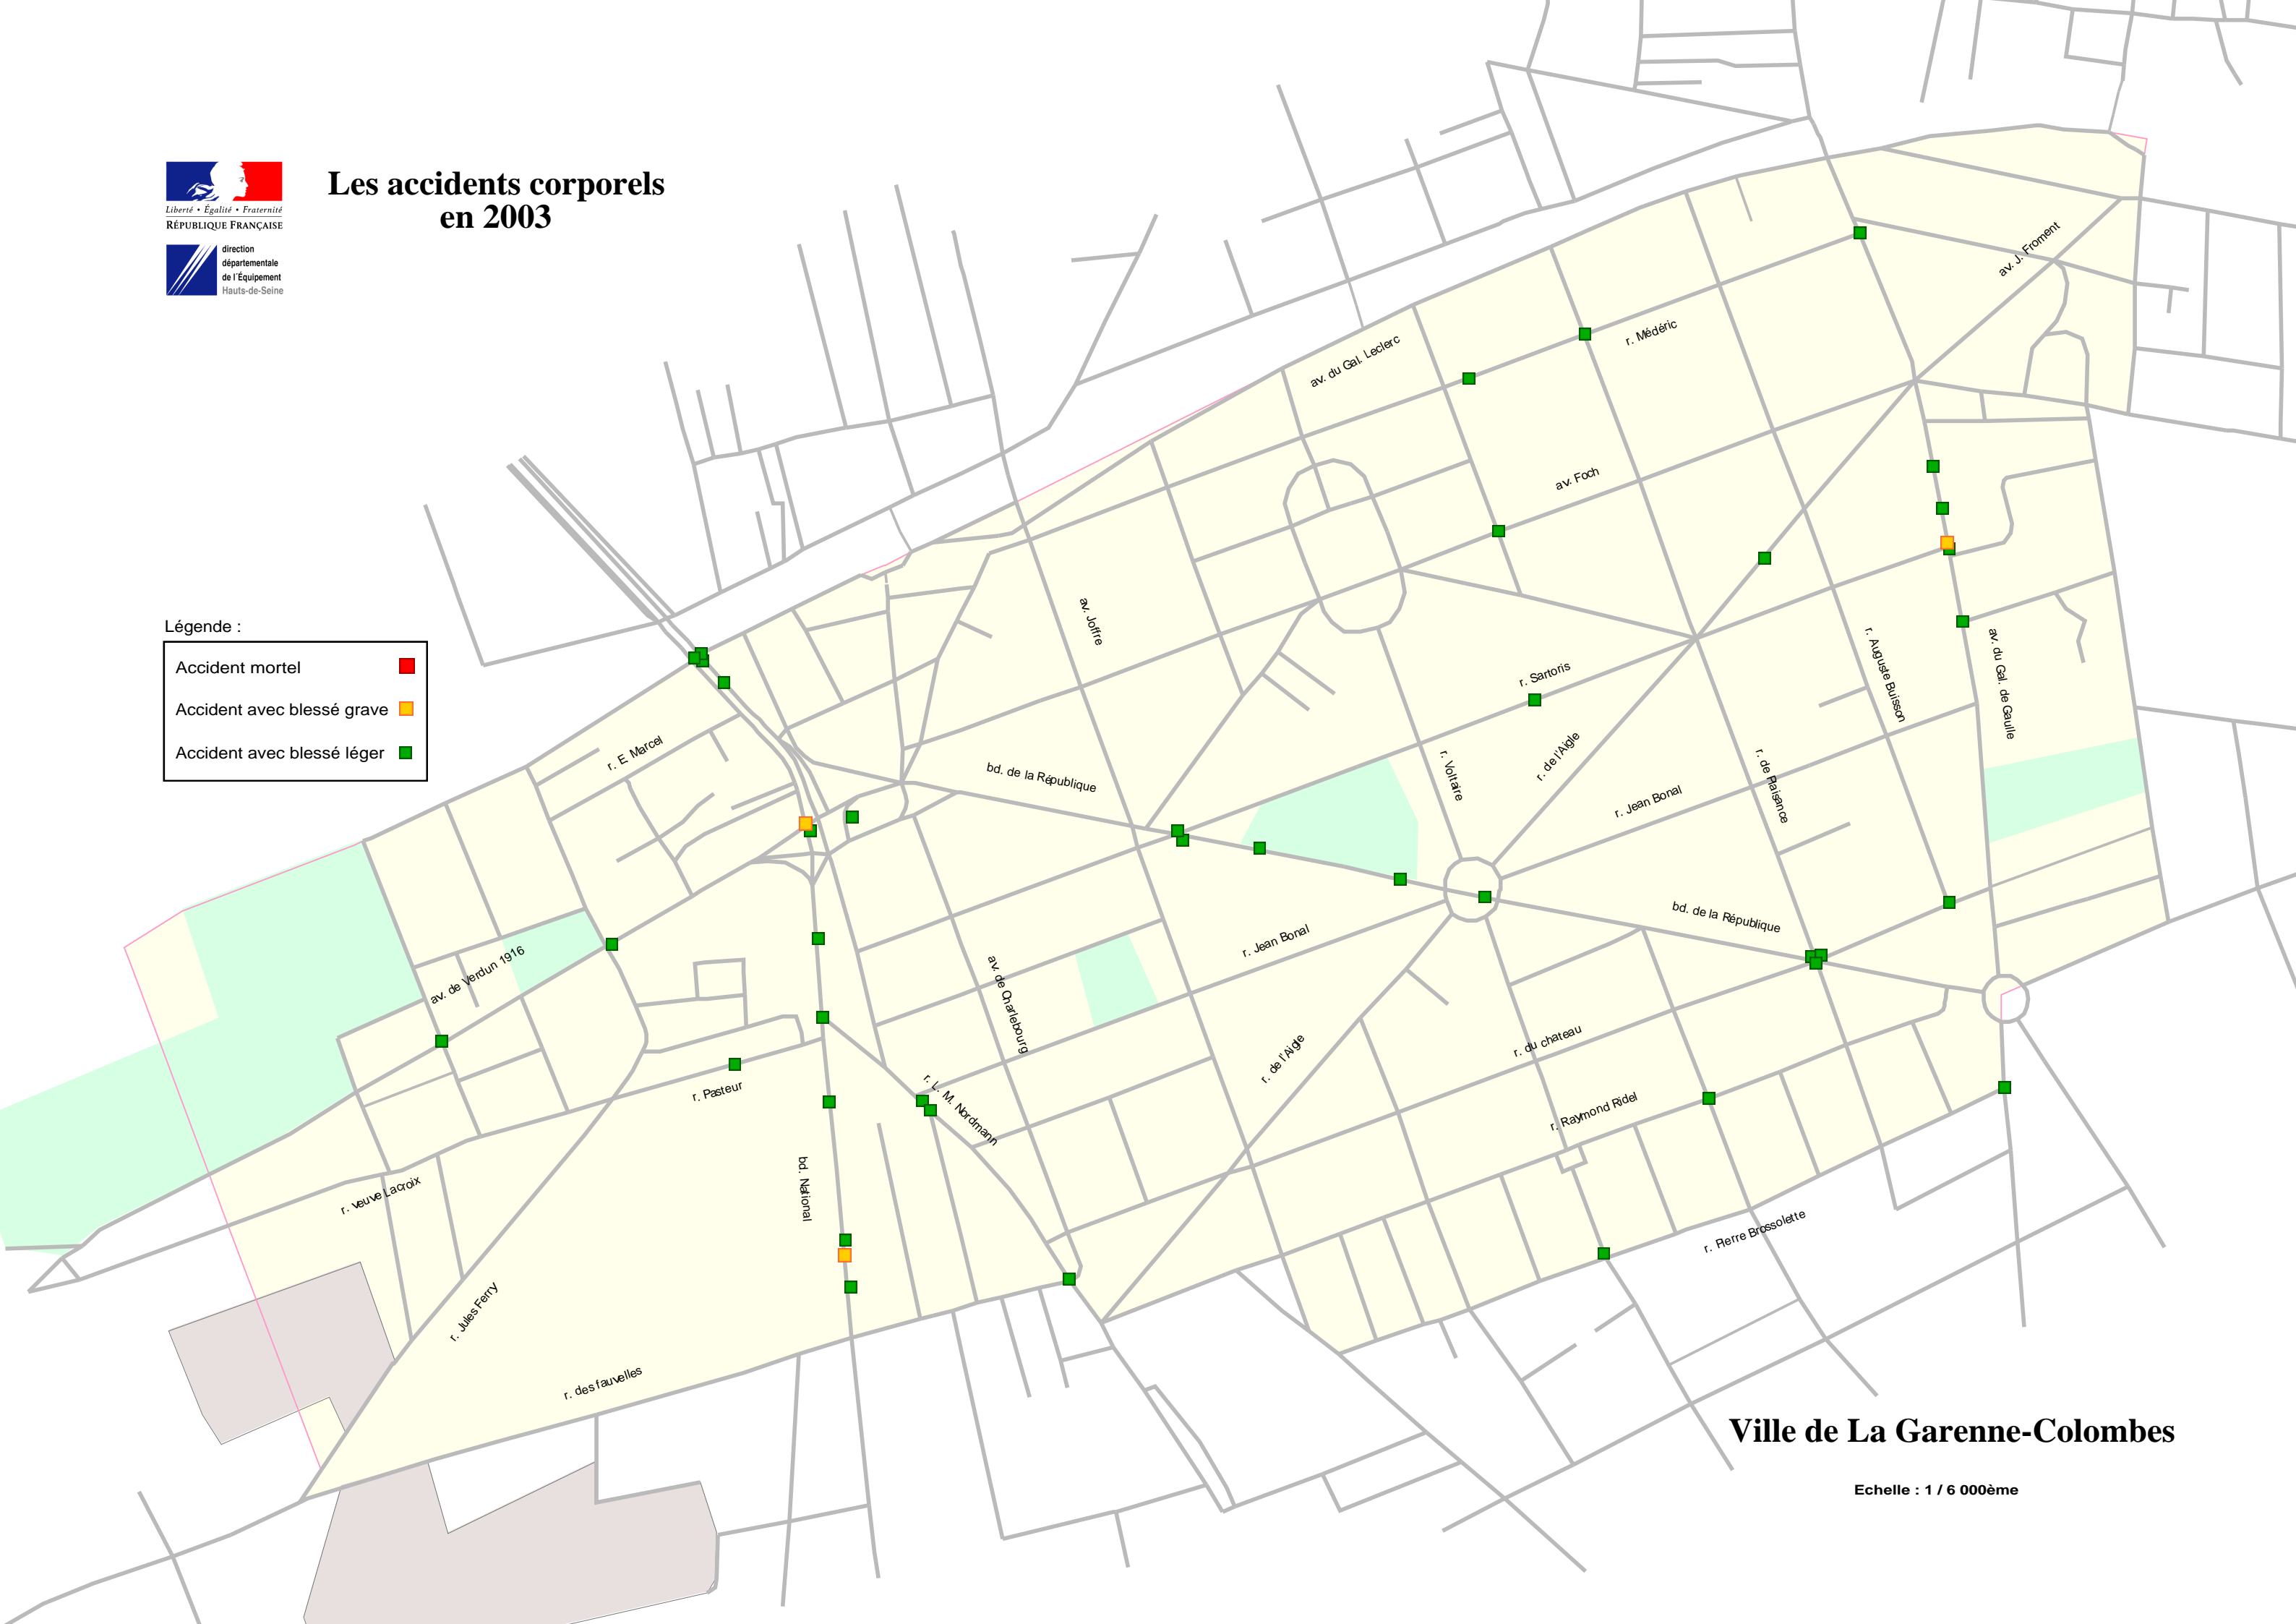 Les accidents corporels
en 2003
Liberté • Égalité • Fraternité
RÉPUBLIQUE FRANÇAISE
direction
départementale
de l'Équipement
Hauts-de-Seine
av. J. Froment
r. Médéric
av. du Gal. Leclerc
av. Foch
av. Joffre
Légende :
Accident mortel
Accident avec blessé grave
Accident avec blessé léger
r. Auguste Buisson
av. du Gal. de Gaulle
r. Sartoris
r. E. Marcel
r. de l'Aigle
r. Voltaire
bd. de la République
r. de Plaisance
r. Jean Bonal
bd. de la République
r. Jean Bonal
av. de Verdun 1916
av. de Charlebourg
r. du château
r. de l'Aigle
r. Pasteur
r. L. M. Nordmann
r. Raymond Ridel
r. veuve Lacroix
bd. National
r. Pierre Brossolette
r. Jules Ferry
r. des fauvelles
Ville de La Garenne-Colombes
Echelle : 1 / 6 000ème